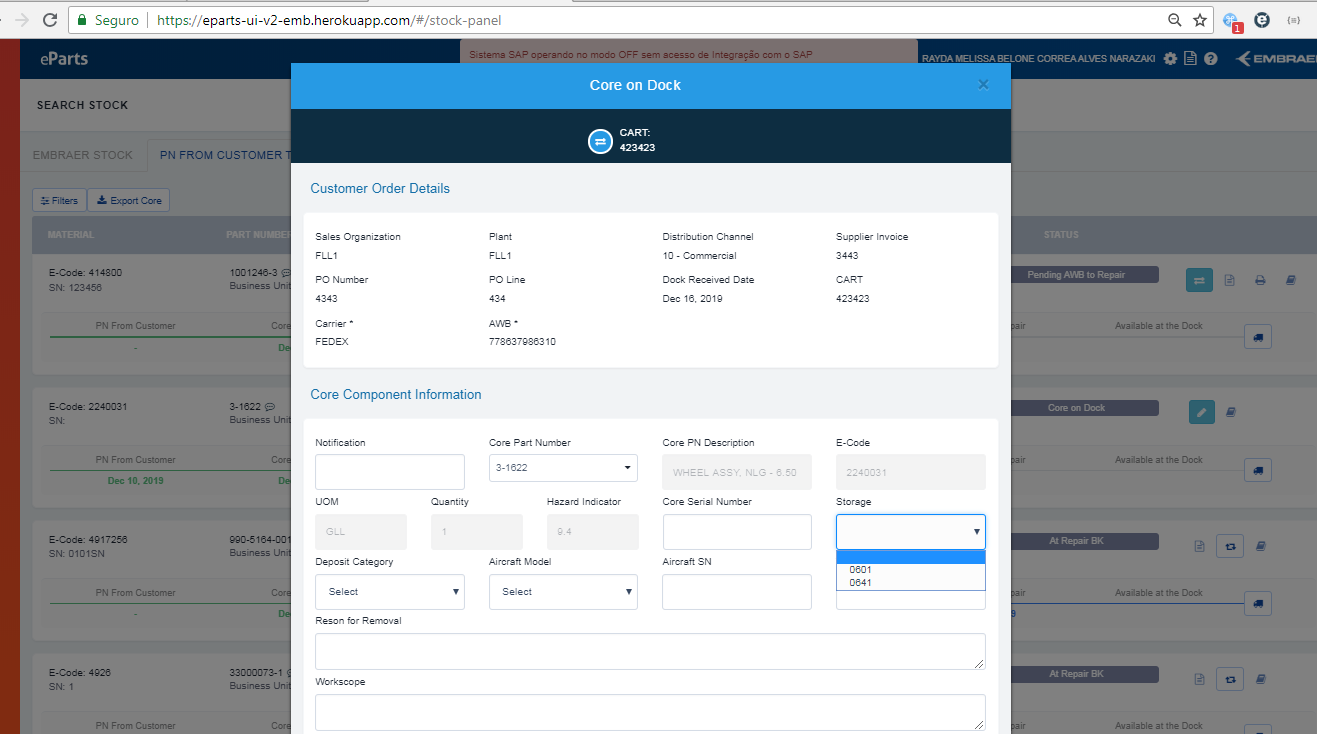 Seguro https://eparts-ui-v2-emb.herokuapp.com/#/stock-panel
1
eParts
Sistema SAP operando no modo OFF sem acesso de Integração com o SAP
RAYDA MELISSA BELONE CORREA ALVES NARAZAKI
EMBRAE
SEARCH STOCK
EMBRAER STOCK PN FROM CUSTOMER T
Filters Export Core
MATERIAL PART NUMBER STATUS
E-Code: 414800 1001246-3 Pending AWB to Repair
SN: 123456 Business Unit
PN From Customer Core pair Available at the Dock
- De
E-Code: 2240031 3-1622 Core on Dock
SN: Business Unit
PN From Customer Core pair Available at the Dock
Dec 10, 2019 De
E-Code: 4917256 990-5164-001 At Repair BK
SN: 0101SN Business Unit
PN From Customer Core pair Available at the Dock
- De 9
E-Code: 4926 33000073-1 At Repair BK
SN: 1 Business Unit
PN From Customer Core pair Available at the Dock
Core on Dock ×
CART:
423423
Customer Order Details
Sales Organization Plant Distribution Channel Supplier Invoice
FLL1 FLL1 10 - Commercial 3443
PO Number PO Line Dock Received Date CART
4343 434 Dec 16, 2019 423423
Carrier * AWB *
FEDEX 778637986310
Core Component Information
Notification Core Part Number Core PN Description E-Code
3-1622 WHEEL ASSY, NLG - 6.50 2240031
UOM Quantity Hazard Indicator Core Serial Number Storage
GLL 1 9.4
0601
0641
Deposit Category Aircraft Model Aircraft SN
Select Select
Reson for Removal
Workscope